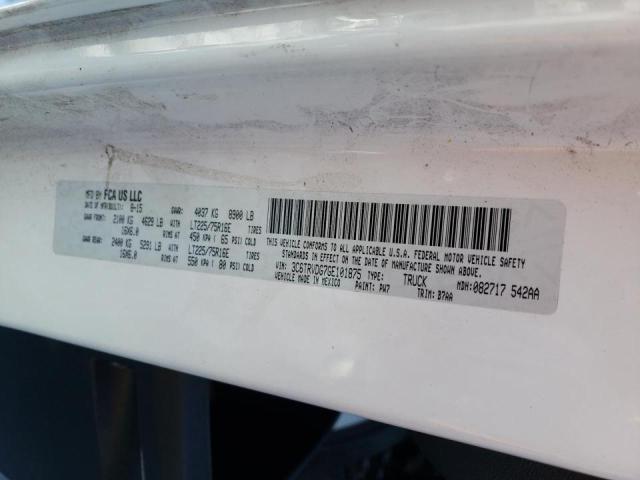 MFD BY FCA US LLC
DATE OF MFR 8-15 GVWR: 4037 KG 8900 LB
GAWR FRONT: 2100 KG 4629 LB WITH LT225/75R16E TIRES
16X6.0 RIMS AT 450 KPA ( 65 PSI) COLD
GAWR REAR: 2400 KG 5291 LB WITH LT225/75R16E TIRES
16X6.0 RIMS AT 550 KPA ( 80 PSI) COLD
THIS VEHICLE CONFORMS TO ALL APPLICABLE U.S.A. FEDERAL MOTOR VEHICLE SAFETY
STANDARDS IN EFFECT ON THE DATE OF MANUFACTURE SHOWN ABOVE.
VIN: 3C6TRVDG7GE101875 TYPE: TRUCK MDH: 082717 542AA
VEHICLE MADE IN MEXICO PAINT: PW7 TRIM: B7AA